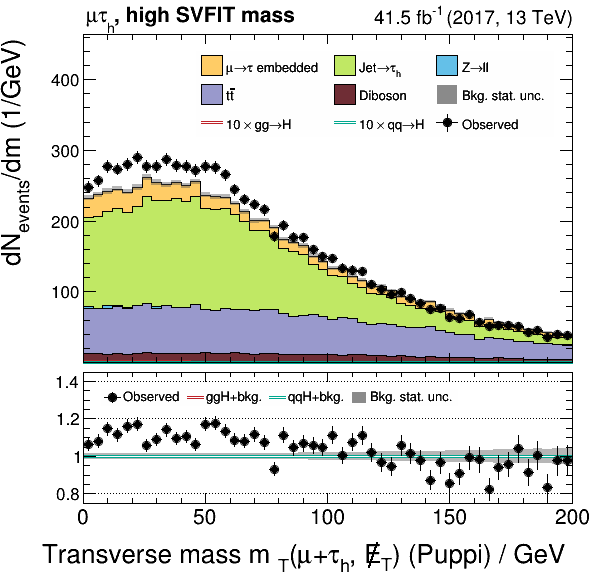 μτh, high SVFIT mass
41.5 fb⁻¹ (2017, 13 TeV)
dNevents/dm (1/GeV)
400
300
200
100
μ→τ embedded
Jet→τh
Z→ll
tt̄
Diboson
Bkg. stat. unc.
10 × gg→H
10 × qq→H
Observed
1.4
1.2
1
0.8
Observed
ggH+bkg.
qqH+bkg.
Bkg. stat. unc.
0
50
100
150
200
Transverse mass m T(μ+τh, E̸T) (Puppi) / GeV